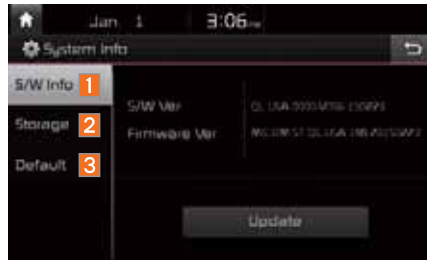 Jan 1 3:06
System Info
S/W Info 1
S/W Ver
Storage 2
Firmware Ver
Default 3
Update